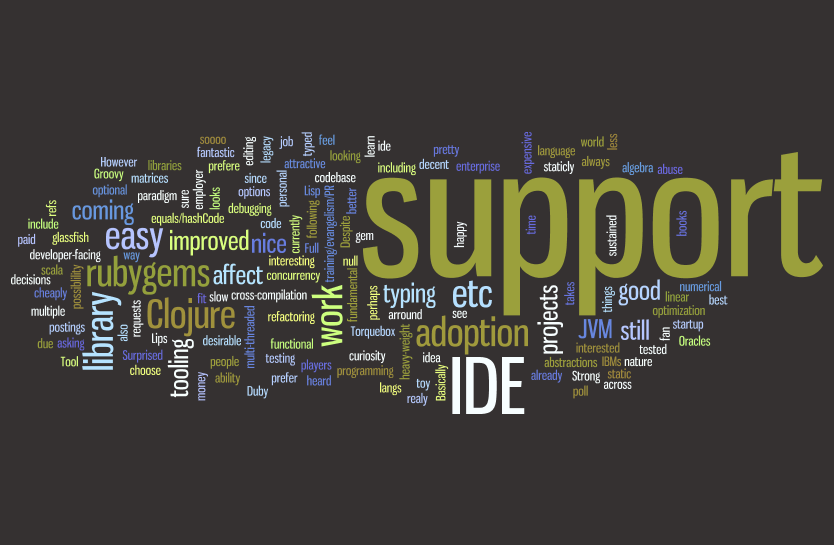 soooo
fantastic
editing
legacy
job
typed
feel
looking
learn
ide
pretty
expensive
language
world
less
always
However
libraries
prefere
attractive
including
decent
enterprise
staticly
algebra
abuse
Groovy
matrices
since
codebase
optional
paradigm
sure
employer
looks
options
personal
Lisp
training/evangelism/PR
better
support
refs
coming
equals/hashCode
debugging
code
currently
following
Despite
gem
happy
time
sustained
books
include
paid
glassfish
easy
improved
nice
Full
developer-facing
way
interesting
null
scala
possibility
rubygems
affect
concurrency
fundamental
decisions
cheaply
fit
slow
cross-compilation
work
perhaps
typing
etc
projects
takes
things
good
numerical
linear
best
multiple
library
also
requests
Clojure
multi-threaded
refactoring
Torquebox
arround
see
optimization
postings
Lips
desirable
functional
heavy-weight
adoption
JVM
still
fan
startup
due
asking
Surprised
tooling
people
testing
players
curiosity
idea
interested
tested
Oracles
Tool
choose
money
ability
prefer
heard
programming
Basically
IDE
abstractions
IBMs
nature
Duby
langs
toy
realy
already
Strong
static
across
poll